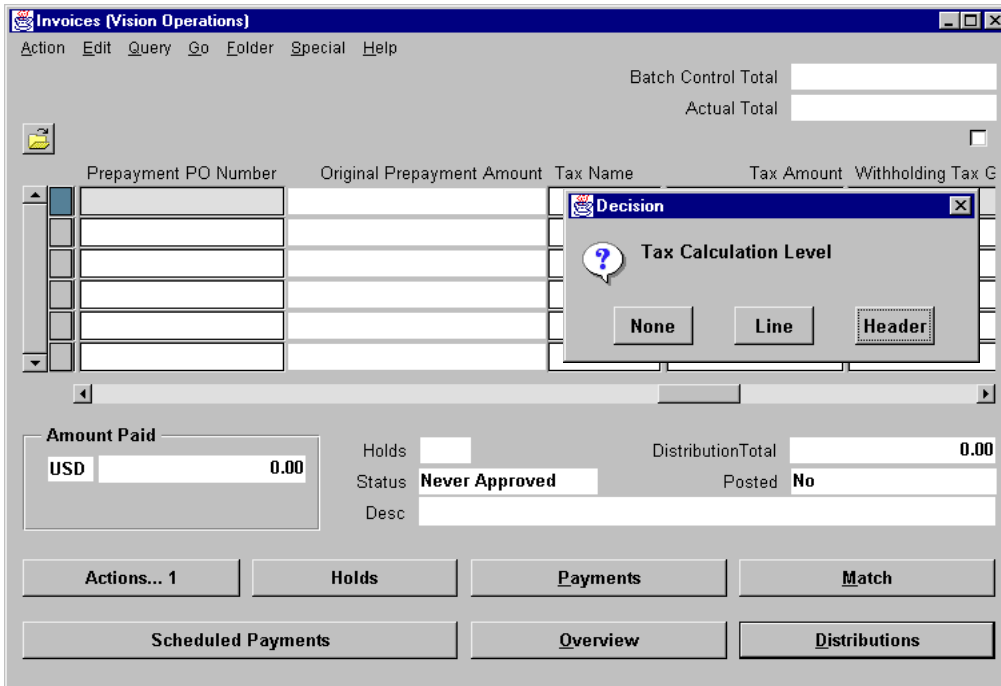 Invoices (Vision Operations)
Action Edit Query Go Folder Special Help
Batch Control Total
Actual Total
Prepayment PO Number Original Prepayment Amount Tax Name Tax Amount Withholding Tax G
Decision
? Tax Calculation Level
None Line Header
Amount Paid
USD 0.00
Holds
Status Never Approved
Desc
DistributionTotal 0.00
Posted No
Actions... 1 Holds Payments Match
Scheduled Payments Overview Distributions